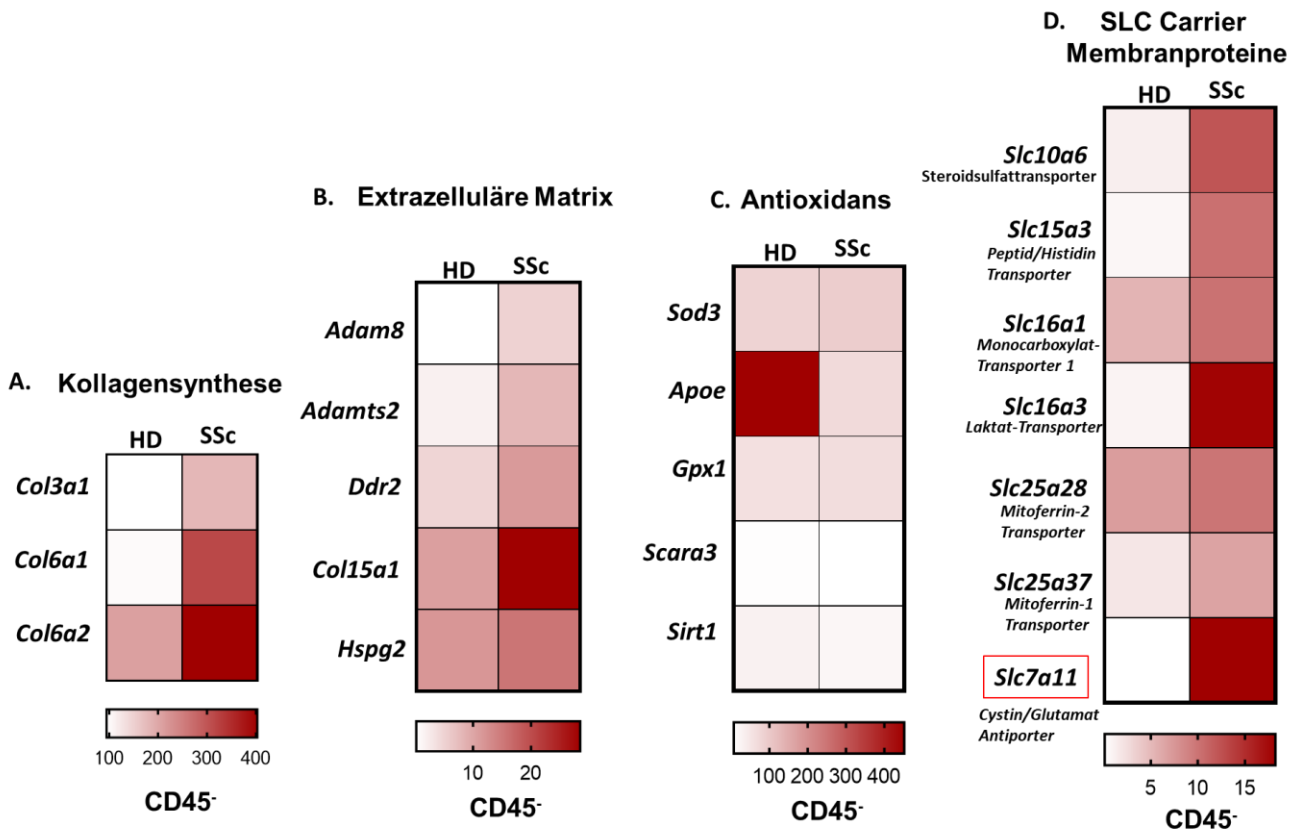 A. Kollagensynthese
HD SSc
Col3a1
Col6a1
Col6a2
100 200 300 400
CD45-
B. Extrazelluläre Matrix
HD SSc
Adam8
Adamts2
Ddr2
Col15a1
Hspg2
10 20
CD45-
C. Antioxidans
HD SSc
Sod3
Apoe
Gpx1
Scara3
Sirt1
100 200 300 400
CD45-
D. SLC Carrier
Membranproteine
HD SSc
Slc10a6
Steroidsulfattransporter
Slc15a3
Peptid/Histidin
Transporter
Slc16a1
Monocarboxylat-
Transporter 1
Slc16a3
Laktat-Transporter
Slc25a28
Mitoferrin-2
Transporter
Slc25a37
Mitoferrin-1
Transporter
Slc7a11
Cystin/Glutamat
Antiporter
5 10 15
CD45-